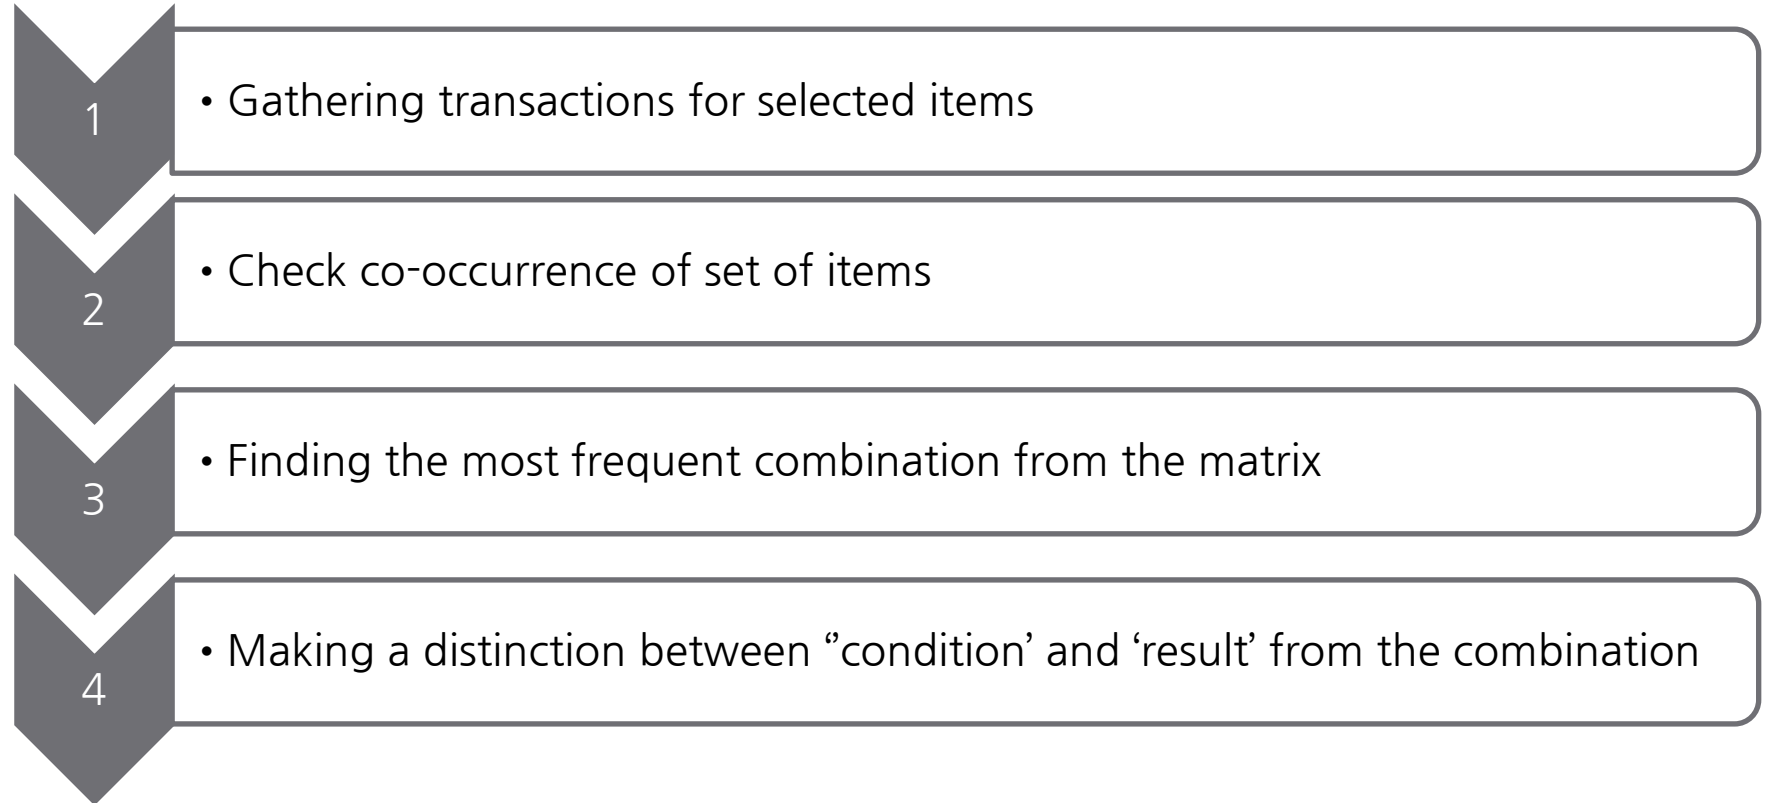 1
• Gathering transactions for selected items
2
• Check co-occurrence of set of items
3
• Finding the most frequent combination from the matrix
4
• Making a distinction between ‘’condition’ and ‘result’ from the combination